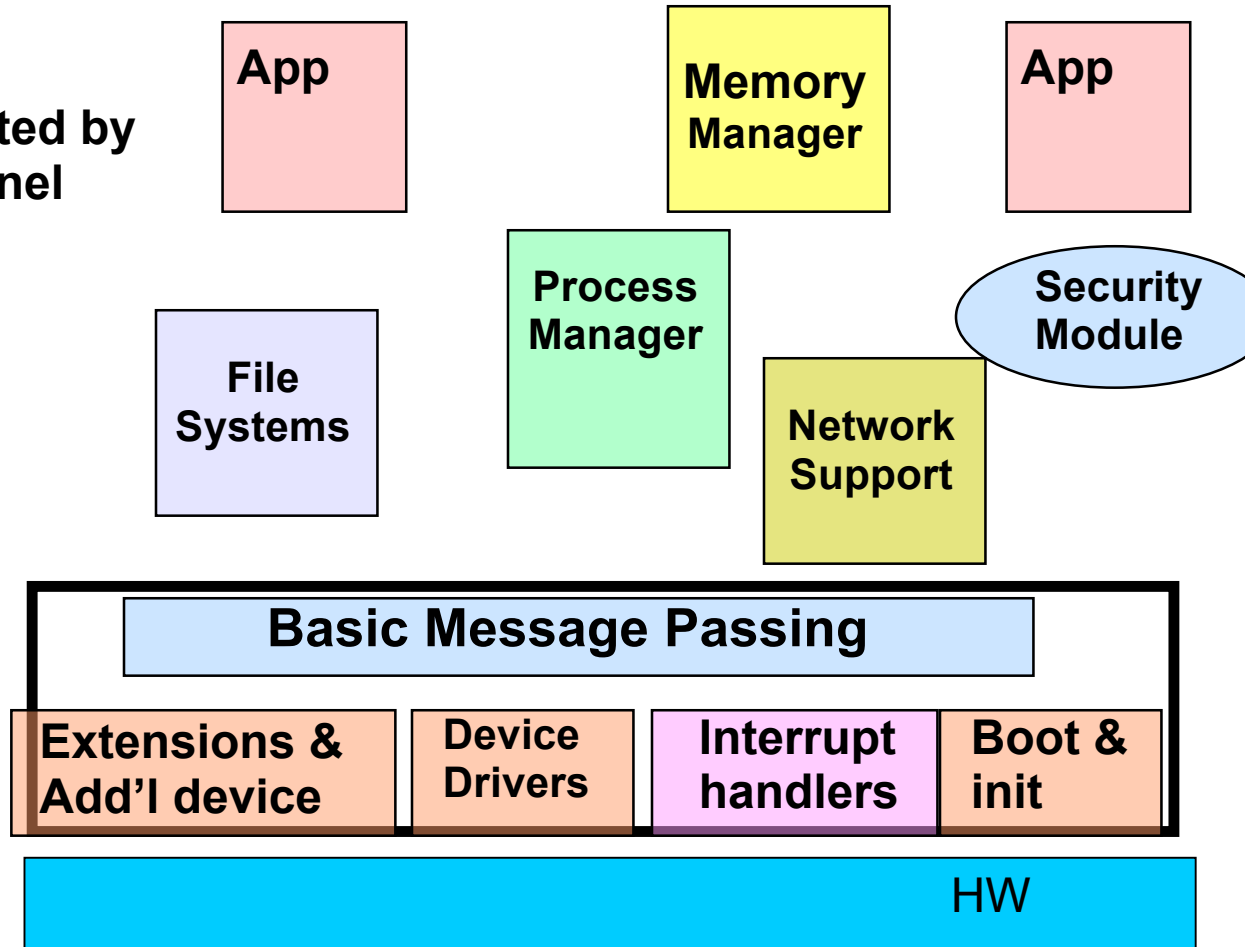 App
Memory
Manager
App
ted by
nel
Process
Manager
Security
Module
File
Systems
Network
Support
Basic Message Passing
Extensions &
Add’l device
Device
Drivers
Interrupt
handlers
Boot &
init
HW